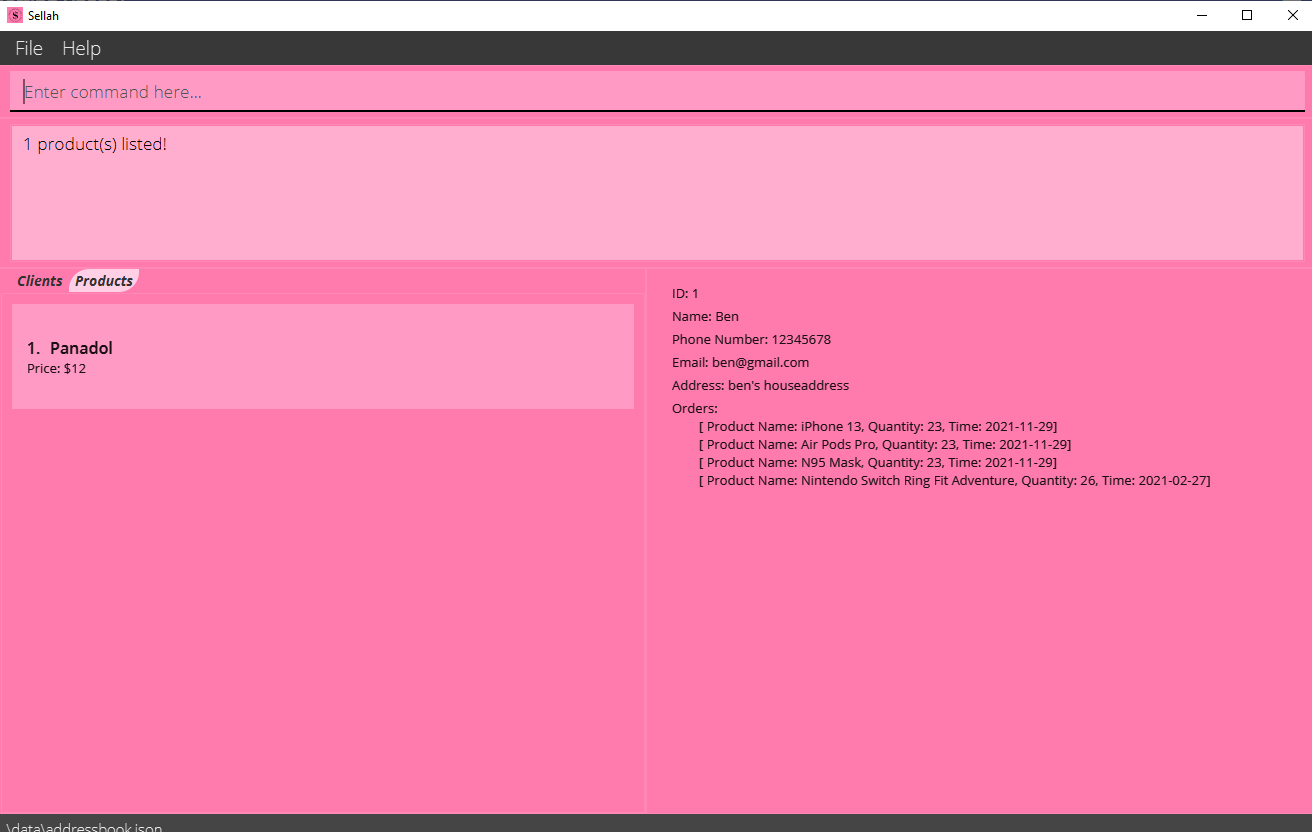 S Sellah
File Help
Enter command here...
1 product(s) listed!
Clients Products
1. Panadol
Price: $12
ID: 1
Name: Ben
Phone Number: 12345678
Email: ben@gmail.com
Address: ben's houseaddress
Orders:
[ Product Name: iPhone 13, Quantity: 23, Time: 2021-11-29]
[ Product Name: Air Pods Pro, Quantity: 23, Time: 2021-11-29]
[ Product Name: N95 Mask, Quantity: 23, Time: 2021-11-29]
[ Product Name: Nintendo Switch Ring Fit Adventure, Quantity: 26, Time: 2021-02-27]
\data\addressbook.json